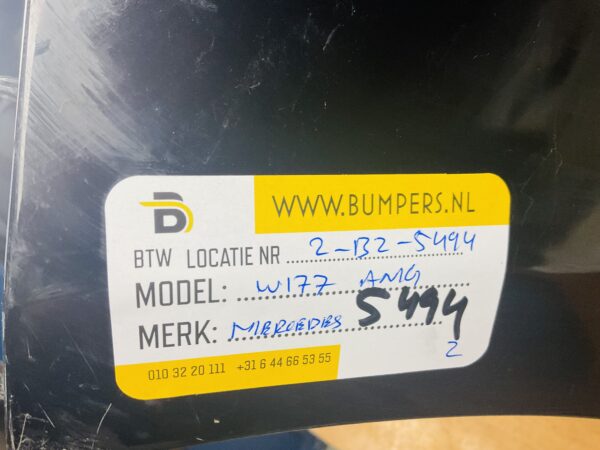 D
WWW.BUMPERS.NL
BTW LOCATIE NR 2-B2-5494
MODEL: W177 AMG
MERK: MERCEDES 5494
2
010 32 20 111 +31 6 44 66 53 55